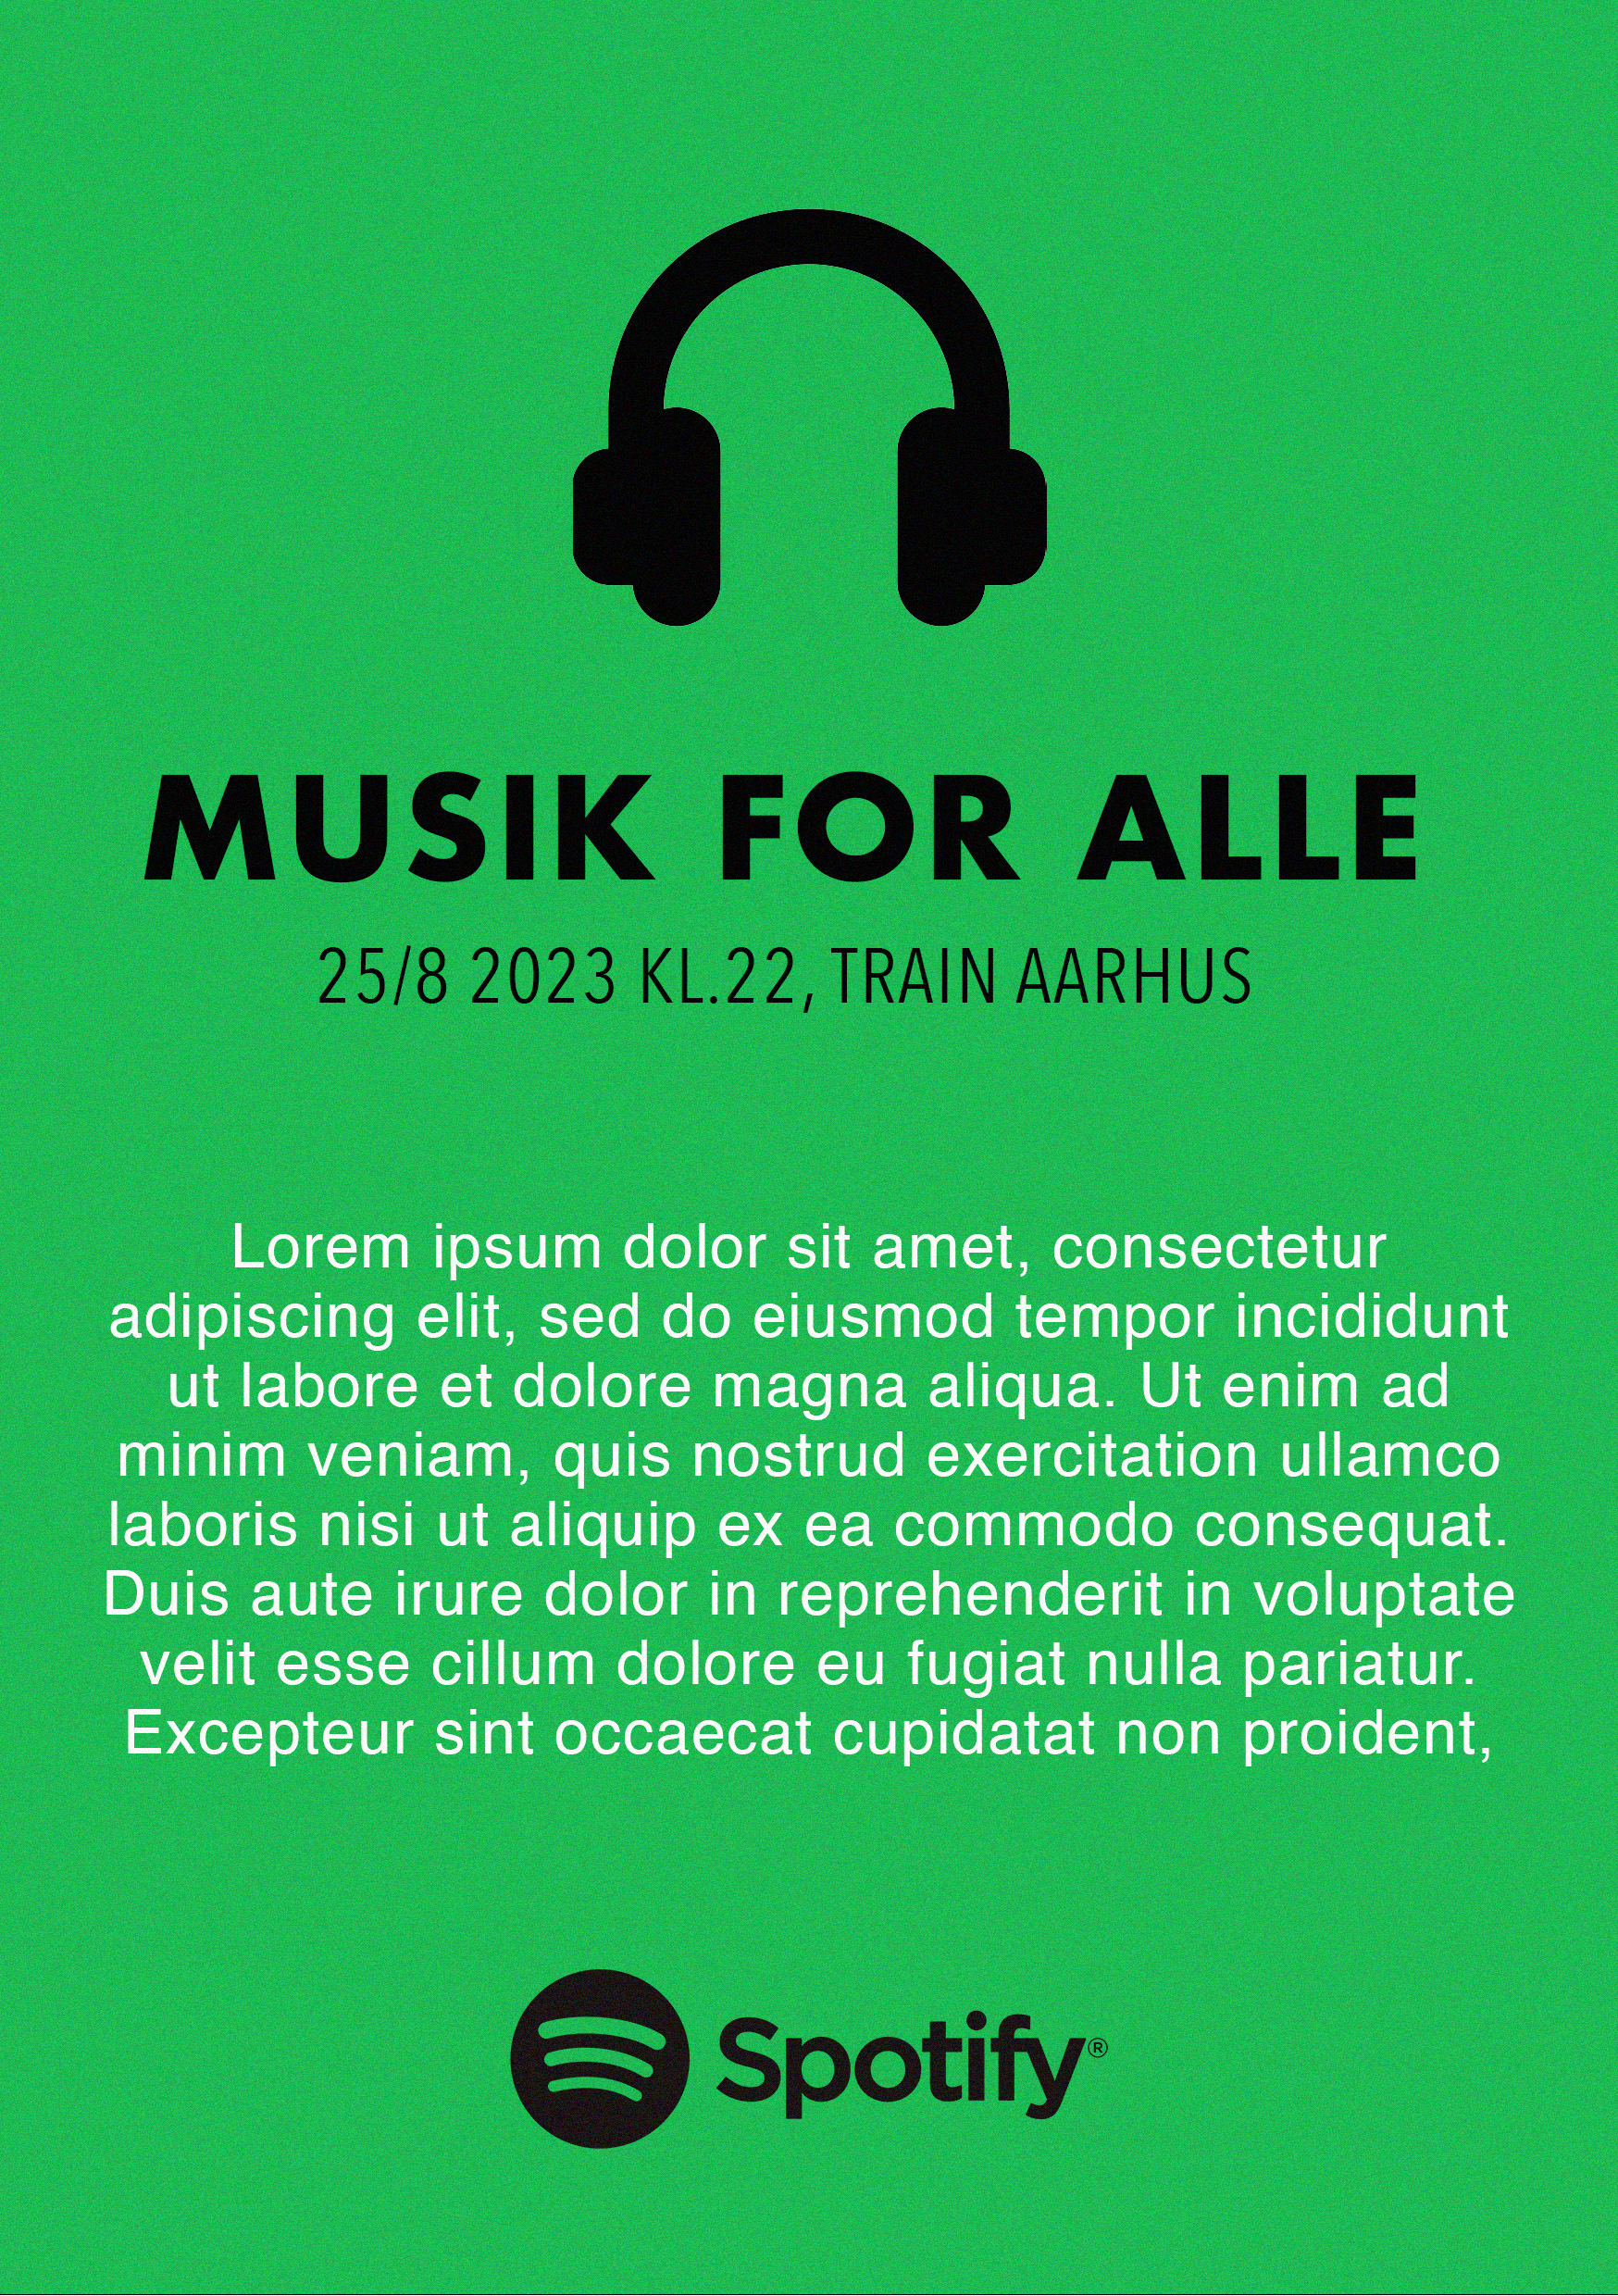 MUSIK FOR ALLE
25/8 2023 KL.22, TRAIN AARHUS
Lorem ipsum dolor sit amet, consectetur
adipiscing elit, sed do eiusmod tempor incididunt
ut labore et dolore magna aliqua. Ut enim ad
minim veniam, quis nostrud exercitation ullamco
laboris nisi ut aliquip ex ea commodo consequat.
Duis aute irure dolor in reprehenderit in voluptate
velit esse cillum dolore eu fugiat nulla pariatur.
Excepteur sint occaecat cupidatat non proident,
Spotify®